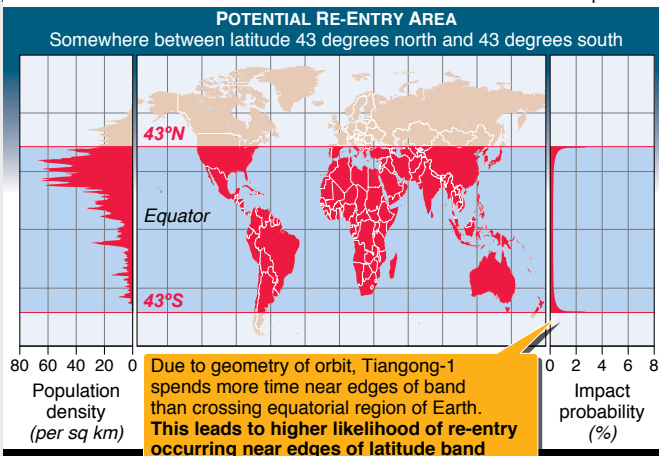 POTENTIAL RE-ENTRY AREA
Somewhere between latitude 43 degrees north and 43 degrees south
43ºN
Equator
43ºS
80 60 40 20 0
Population
density
(per sq km)
0 2 4 6 8
Impact
probability
(%)
Due to geometry of orbit, Tiangong-1
spends more time near edges of band
than crossing equatorial region of Earth.
This leads to higher likelihood of re-entry
occurring near edges of latitude band